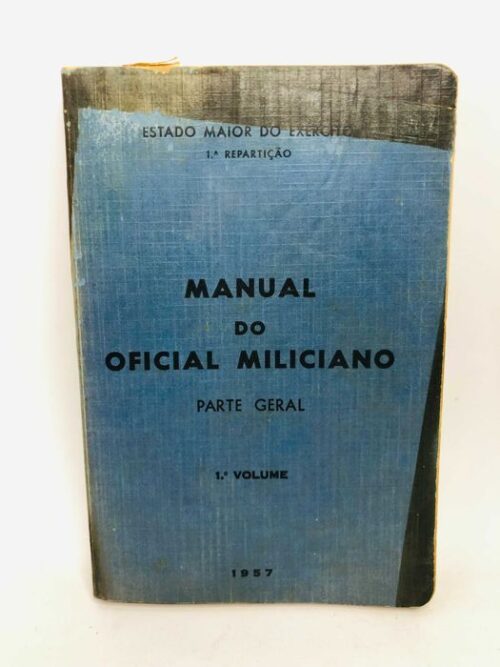 ESTADO MAIOR DO EXÉRCITO
1.ª REPARTIÇÃO
MANUAL
DO
OFICIAL MILICIANO
PARTE GERAL
1.º VOLUME
1957